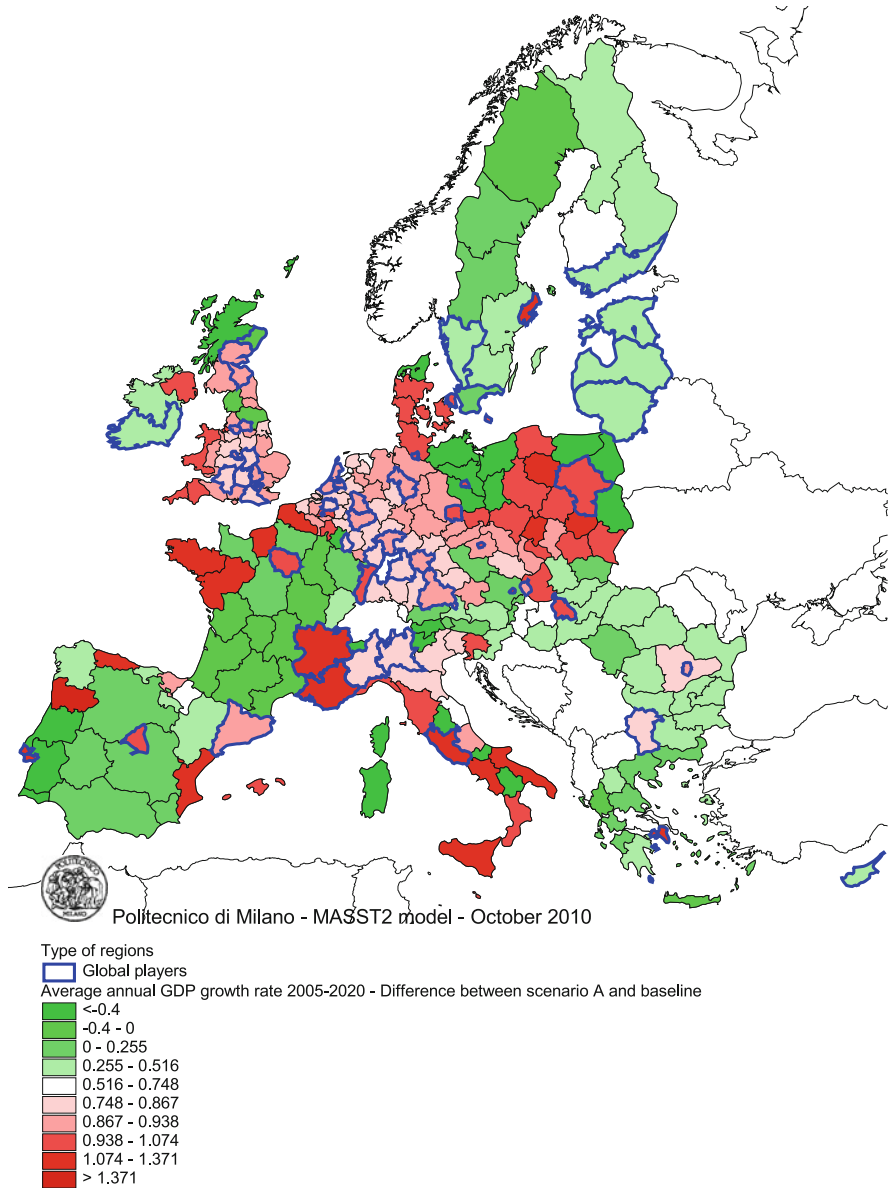 POLITECNICO
MILANO
Politecnico di Milano - MASST2 model - October 2010
Type of regions
Global players
Average annual GDP growth rate 2005-2020 - Difference between scenario A and baseline
<-0.4
-0.4 - 0
0 - 0.255
0.255 - 0.516
0.516 - 0.748
0.748 - 0.867
0.867 - 0.938
0.938 - 1.074
1.074 - 1.371
> 1.371